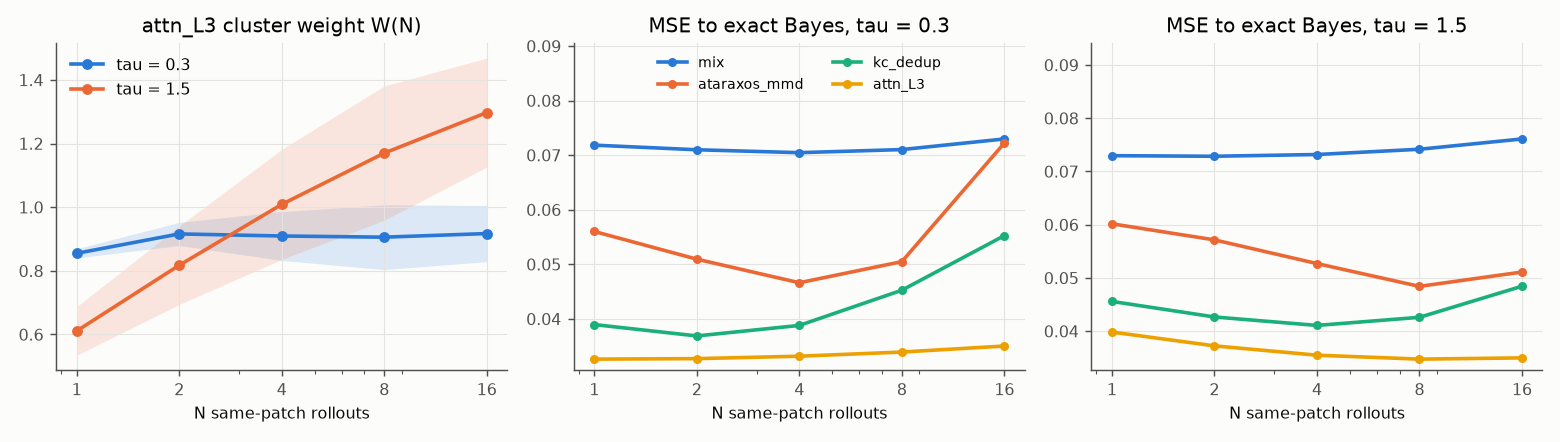 attn_L3 cluster weight W(N)
tau = 0.3
tau = 1.5
1.4
1.2
1.0
0.8
0.6
1 2 4 8 16
N same-patch rollouts
MSE to exact Bayes, tau = 0.3
mix
ataraxos_mmd
kc_dedup
attn_L3
0.09
0.08
0.07
0.06
0.05
0.04
1 2 4 8 16
N same-patch rollouts
MSE to exact Bayes, tau = 1.5
0.09
0.08
0.07
0.06
0.05
0.04
1 2 4 8 16
N same-patch rollouts